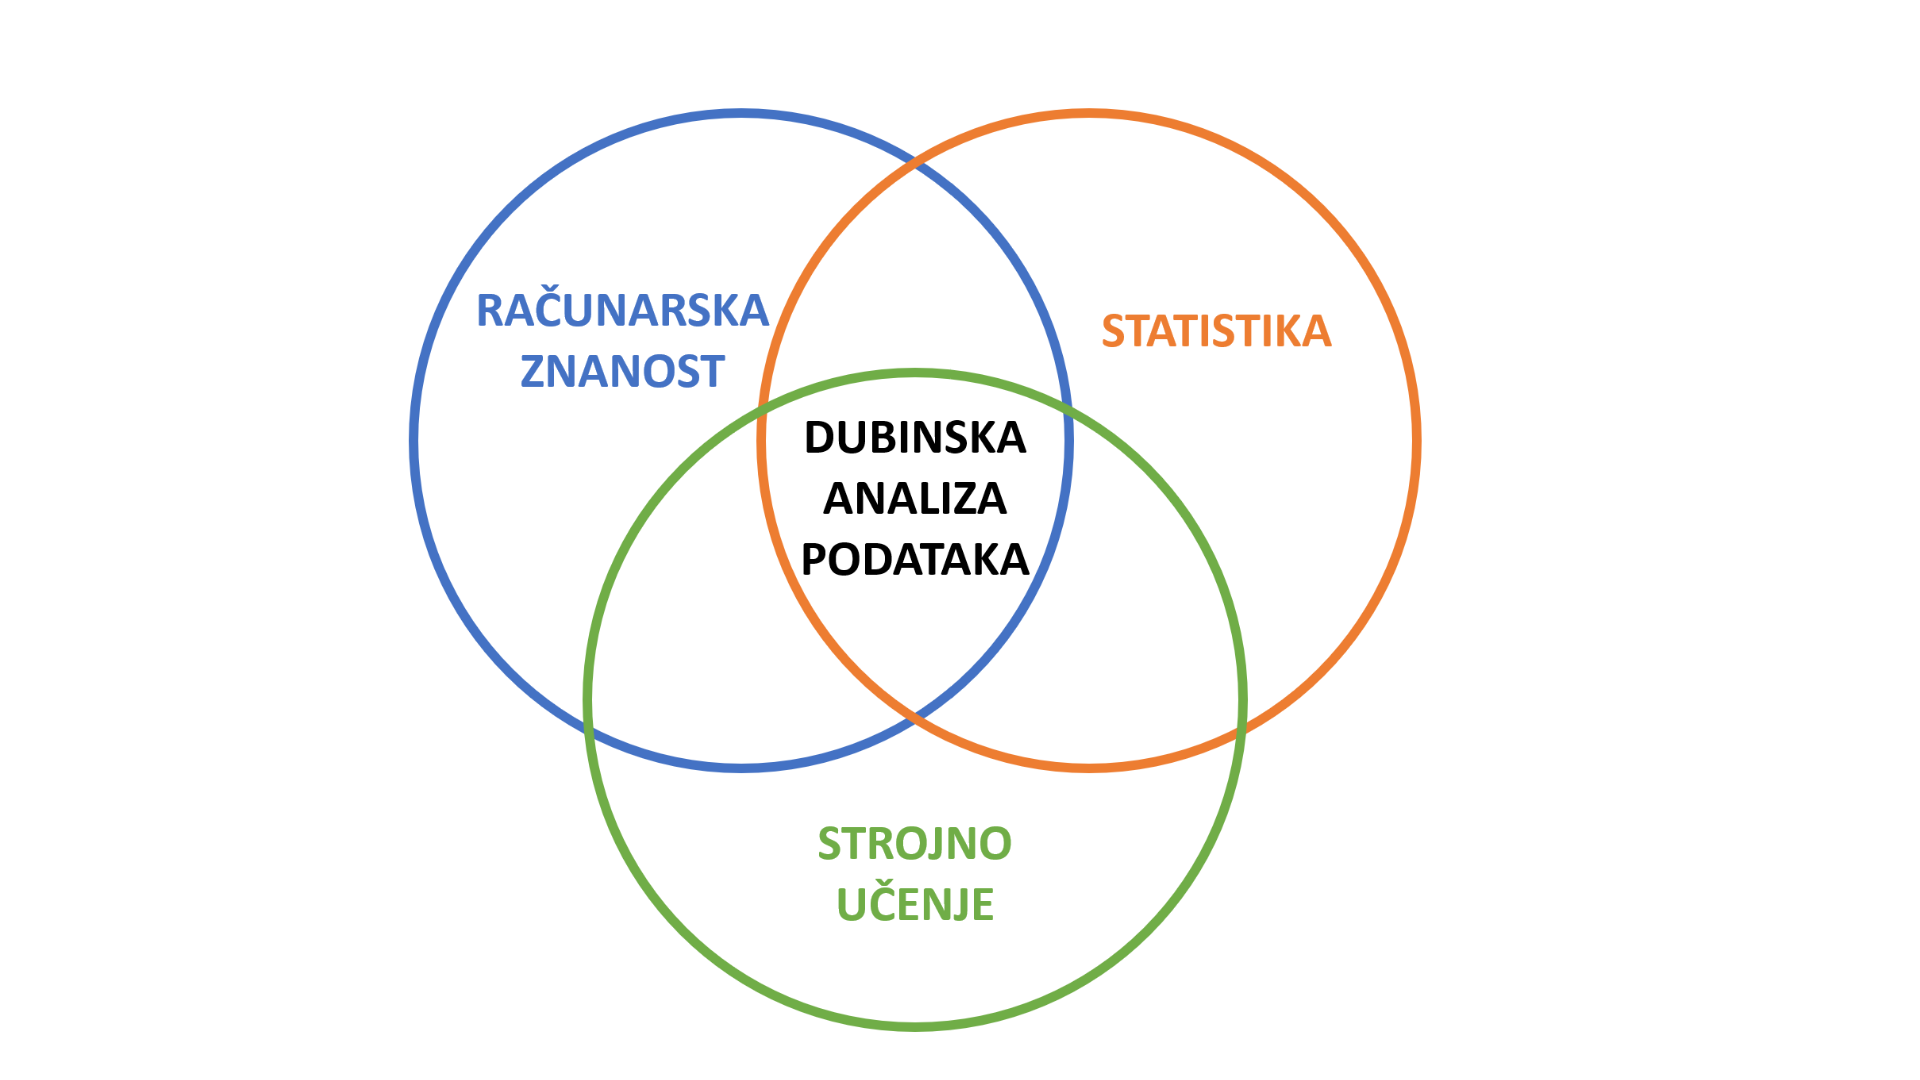 RAČUNARSKA
ZNANOST
STATISTIKA
DUBINSKA
ANALIZA
PODATAKA
STROJNO
UČENJE